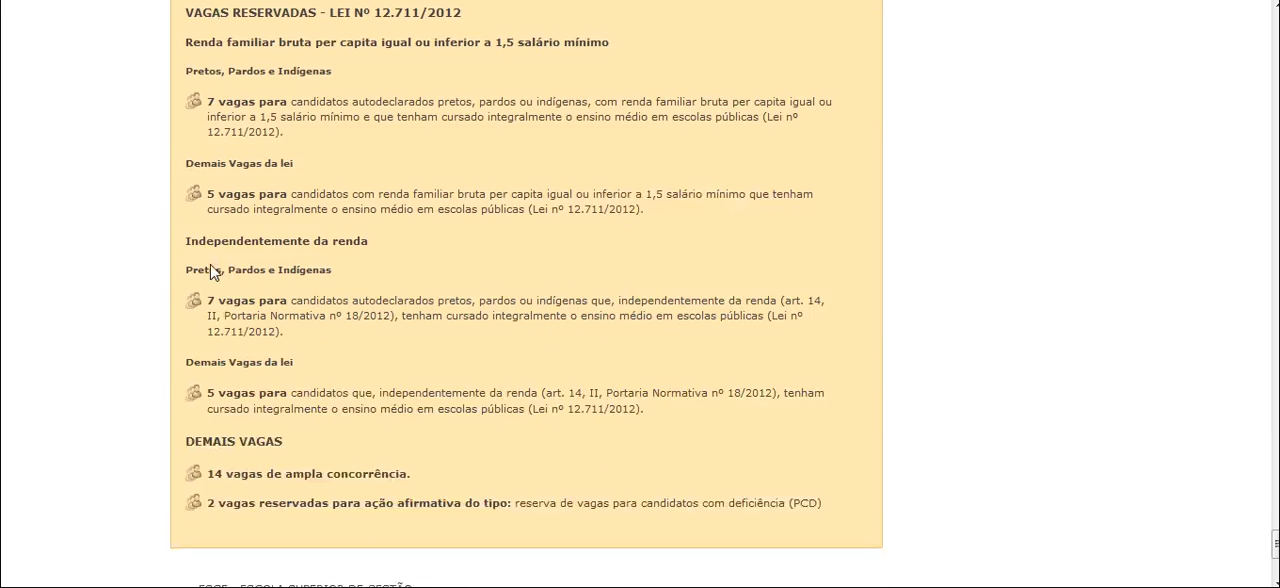 VAGAS RESERVADAS - LEI Nº 12.711/2012
Renda familiar bruta per capita igual ou inferior a 1,5 salário mínimo
Pretos, Pardos e Indígenas
7 vagas para candidatos autodeclarados pretos, pardos ou indígenas, com renda familiar bruta per capita igual ou
inferior a 1,5 salário mínimo e que tenham cursado integralmente o ensino médio em escolas públicas (Lei nº
12.711/2012).
Demais Vagas da lei
5 vagas para candidatos com renda familiar bruta per capita igual ou inferior a 1,5 salário mínimo que tenham
cursado integralmente o ensino médio em escolas públicas (Lei nº 12.711/2012).
Independentemente da renda
Pretos, Pardos e Indígenas
7 vagas para candidatos autodeclarados pretos, pardos ou indígenas que, independentemente da renda (art. 14,
II, Portaria Normativa nº 18/2012), tenham cursado integralmente o ensino médio em escolas públicas (Lei nº
12.711/2012).
Demais Vagas da lei
5 vagas para candidatos que, independentemente da renda (art. 14, II, Portaria Normativa nº 18/2012), tenham
cursado integralmente o ensino médio em escolas públicas (Lei nº 12.711/2012).
DEMAIS VAGAS
14 vagas de ampla concorrência.
2 vagas reservadas para ação afirmativa do tipo: reserva de vagas para candidatos com deficiência (PCD)
ESGE - ESCOLA SUPERIOR DE GESTÃO